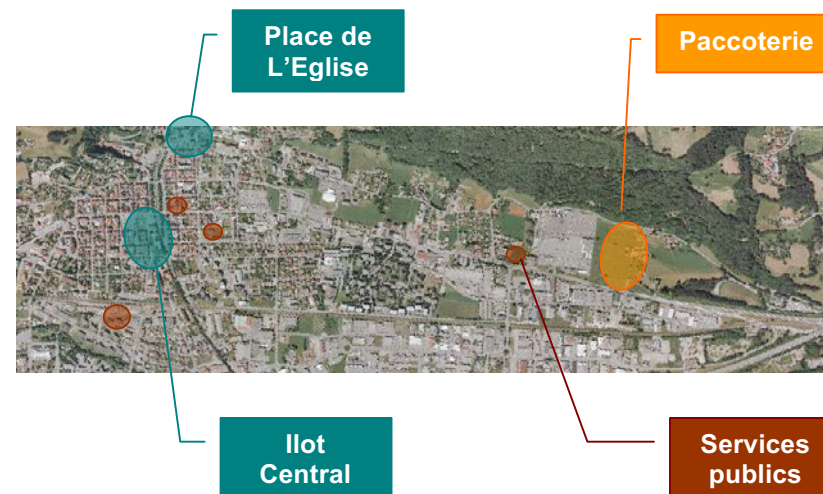 Place de
L'Eglise
Paccoterie
Ilot
Central
Services
publics